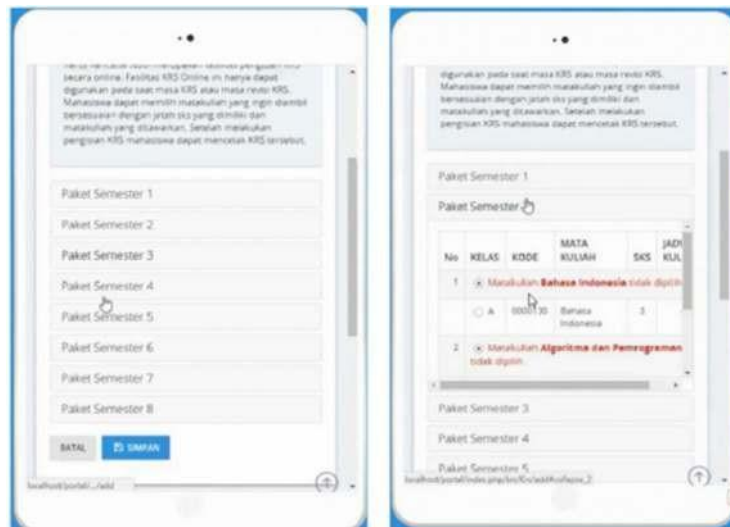 secara online. Fasilitas KRS Online ini hanya dapat
digunakan pada saat masa KRS atau masa revisi KRS.
Mahasiswa dapat memilih matakuliah yang ingin diambil
bersesuaian dengan jatah sks yang dimiliki dan
matakuliah yang ditawarkan. Setelah melakukan
pengisian KRS mahasiswa dapat mencetak KRS tersebut.
Paket Semester 1
Paket Semester 2
Paket Semester 3
Paket Semester 4
Paket Semester 5
Paket Semester 6
Paket Semester 7
Paket Semester 8
BATAL SIMPAN
localhost/portal/.../add
digunakan pada saat masa KRS atau masa revisi KRS.
Mahasiswa dapat memilih matakuliah yang ingin diambil
bersesuaian dengan jatah sks yang dimiliki dan
matakuliah yang ditawarkan. Setelah melakukan
pengisian KRS mahasiswa dapat mencetak KRS tersebut.
Paket Semester 1
Paket Semester
No KELAS KODE MATA KULIAH SKS JADW KUL
1 Matakuliah Bahasa Indonesia tidak dipilih
A Bahasa Indonesia 3
2 Matakuliah Algoritma dan Pemrograman
tidak dipilih
Paket Semester 3
Paket Semester 4
Paket Semester 5